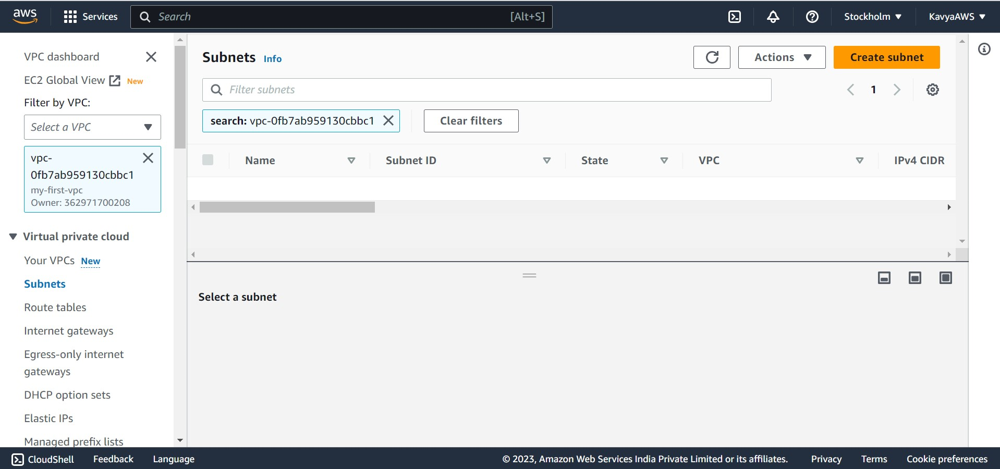 aws
Services
Search
[Alt+S]
Stockholm
KavyaAWS
VPC dashboard
EC2 Global View New
Filter by VPC:
Select a VPC
vpc-
0fb7ab959130cbbc1
my-first-vpc
Owner: 362971700208
Virtual private cloud
Your VPCs New
Subnets
Route tables
Internet gateways
Egress-only internet
gateways
DHCP option sets
Elastic IPs
Managed prefix lists
Subnets Info
Actions
Create subnet
Filter subnets
1
search: vpc-0fb7ab959130cbbc1
Clear filters
Name
Subnet ID
State
VPC
IPv4 CIDR
Select a subnet
CloudShell
Feedback
Language
© 2023, Amazon Web Services India Private Limited or its affiliates.
Privacy
Terms
Cookie preferences